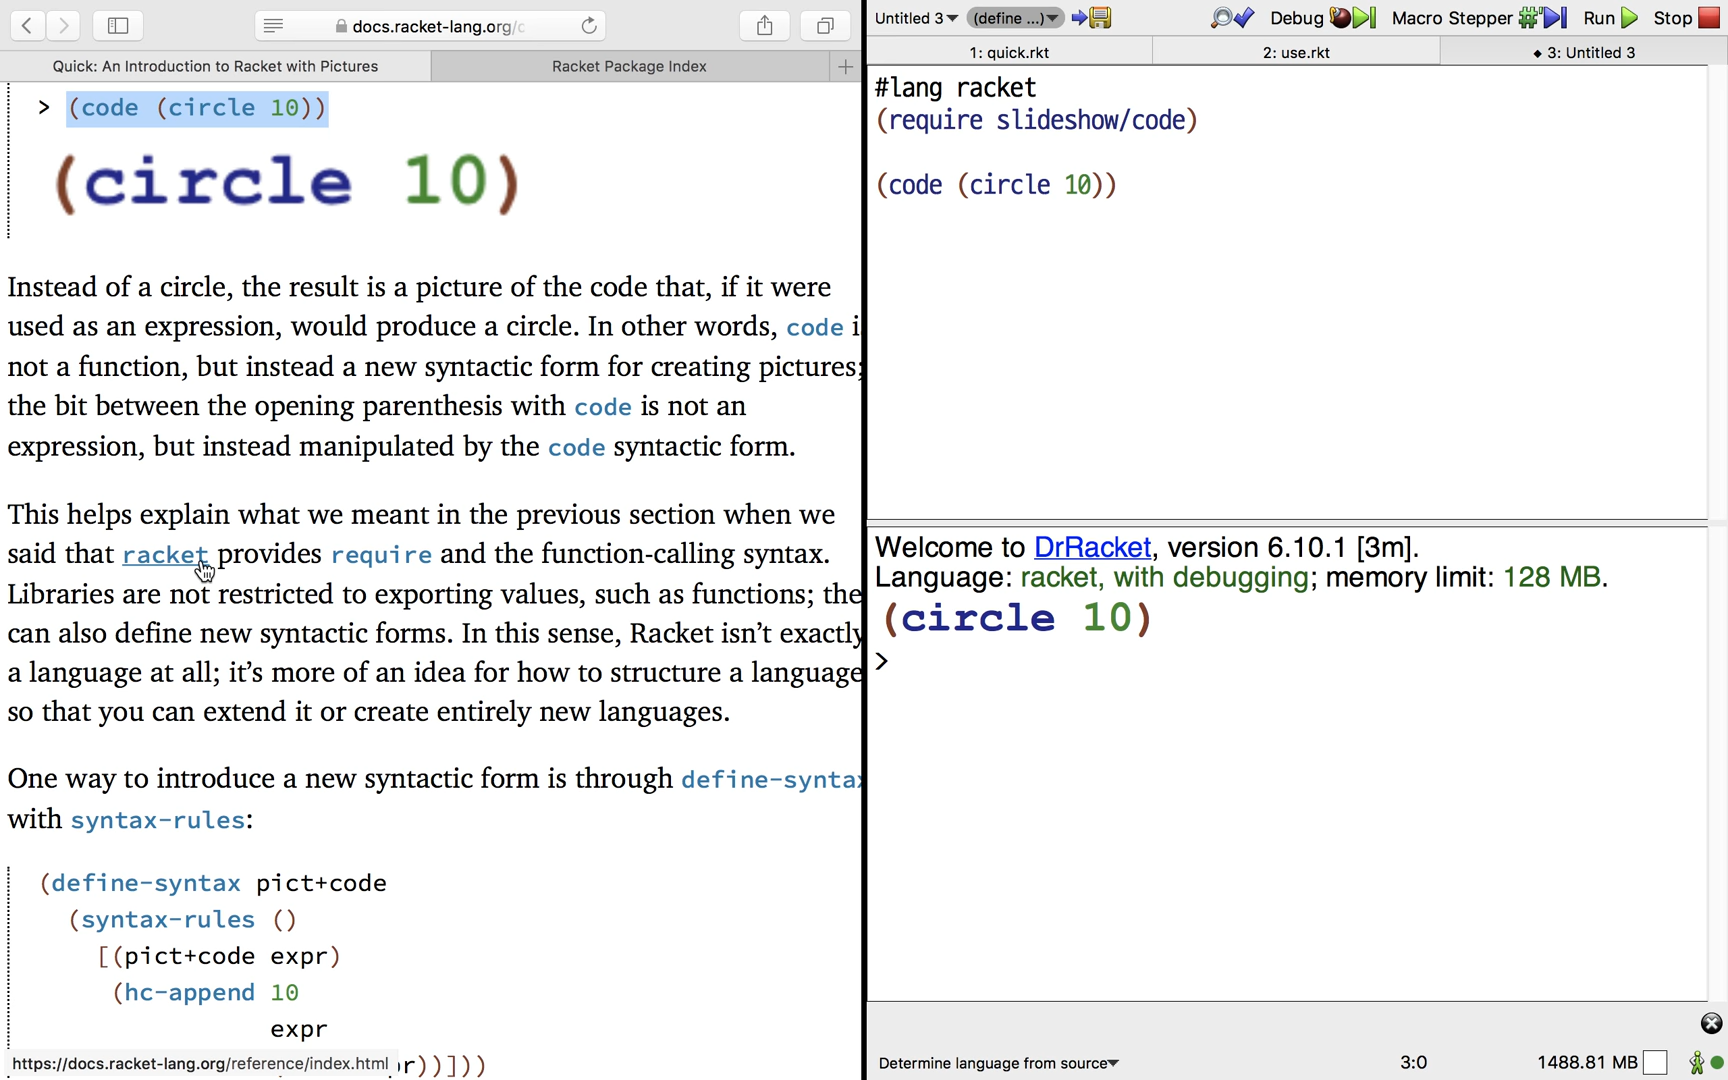 docs.racket-lang.org/c
Quick: An Introduction to Racket with Pictures
Racket Package Index
> (code (circle 10))
(circle 10)
Instead of a circle, the result is a picture of the code that, if it were
used as an expression, would produce a circle. In other words, code i
not a function, but instead a new syntactic form for creating pictures;
the bit between the opening parenthesis with code is not an
expression, but instead manipulated by the code syntactic form.
This helps explain what we meant in the previous section when we
said that racket provides require and the function-calling syntax.
Libraries are not restricted to exporting values, such as functions; the
can also define new syntactic forms. In this sense, Racket isn't exactly
a language at all; it's more of an idea for how to structure a language
so that you can extend it or create entirely new languages.
One way to introduce a new syntactic form is through define-syntax
with syntax-rules:
(define-syntax pict+code
(syntax-rules ()
[(pict+code expr)
(hc-append 10
expr
r))]))
https://docs.racket-lang.org/reference/index.html
Untitled 3 (define ...) Debug Macro Stepper Run Stop
1: quick.rkt 2: use.rkt ◆ 3: Untitled 3
#lang racket
(require slideshow/code)
(code (circle 10))
Welcome to DrRacket, version 6.10.1 [3m].
Language: racket, with debugging; memory limit: 128 MB.
(circle 10)
>
Determine language from source 3:0 1488.81 MB